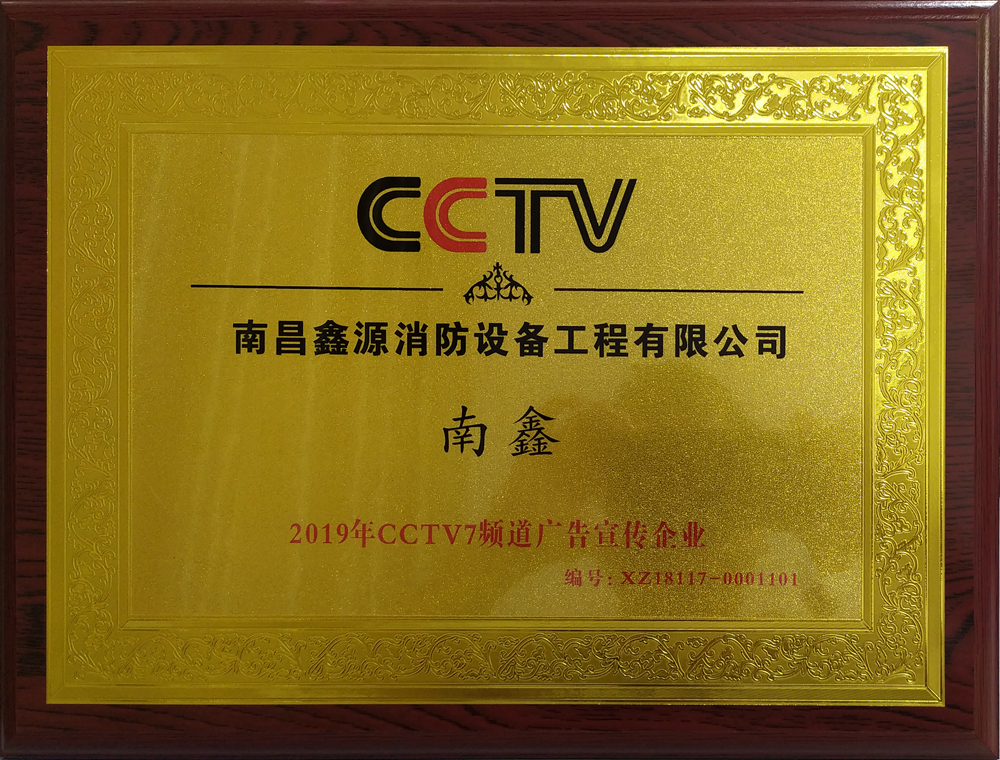 CCTV
南昌鑫源消防设备工程有限公司
南鑫
2019年CCTV7频道广告宣传企业
编号:XZ18117-0001101